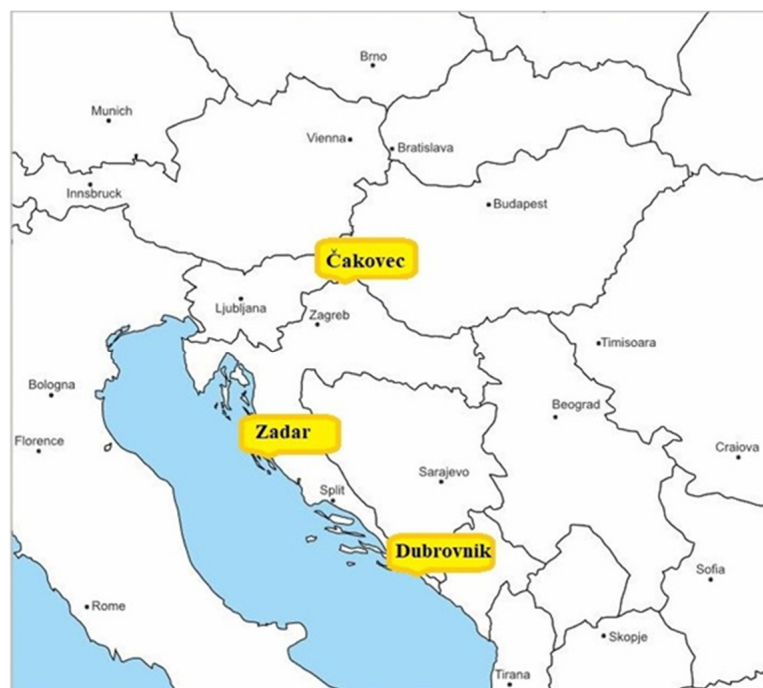 Brno
Munich
Vienna
Bratislava
Innsbruck
Budapest
Čakovec
Ljubljana
Zagreb
Timisoara
Bologna
Beograd
Zadar
Florence
Craiova
Sarajevo
Split
Dubrovnik
Sofia
Rome
Skopje
Tirana